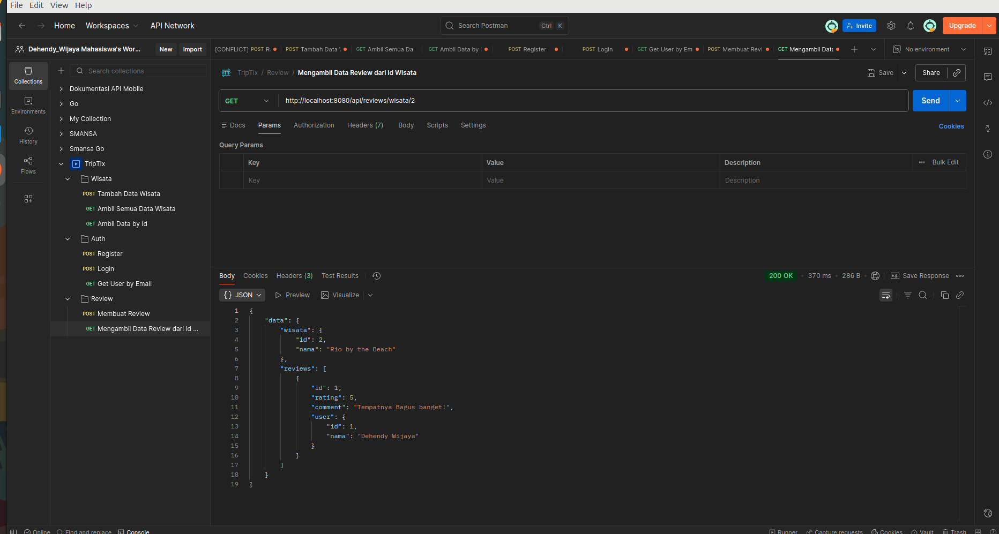 File Edit View Help
Home Workspaces API Network
Search Postman Ctrl K
Invite
Upgrade
Dehendy_Wijaya Mahasiswa's Wor... New Import
[CONFLICT] POST R
POST Tambah Data
GET Ambil Semua Da
GET Ambil Data by
POST Register
POST Login
GET Get User by Em
POST Membuat Revi
GET Mengambil Data
No environment
Collections
Environments
History
Flows
Search collections
Dokumentasi API Mobile
Go
My Collection
SMANSA
Smansa Go
TripTix
Wisata
POST Tambah Data Wisata
GET Ambil Semua Data Wisata
GET Ambil Data by Id
Auth
POST Register
POST Login
GET Get User by Email
Review
POST Membuat Review
GET Mengambil Data Review dari id ...
HTTP TripTix / Review / Mengambil Data Review dari id Wisata
Save Share
GET http://localhost:8080/api/reviews/wisata/2 Send
Docs Params Authorization Headers (7) Body Scripts Settings Cookies
Query Params
Key Value Description Bulk Edit
Key Value Description
Body Cookies Headers (3) Test Results
200 OK • 370 ms • 286 B • e.g. Save Response
{} JSON Preview Visualize
1 {
2 "data": {
3 "wisata": {
4 "id": 2,
5 "nama": "Rio by the Beach"
6 },
7 "reviews": [
8 {
9 "id": 1,
10 "rating": 5,
11 "comment": "Tempatnya Bagus banget!",
12 "user": {
13 "id": 1,
14 "nama": "Dehendy Wijaya"
15 }
16 }
17 ]
18 }
19 }
Online Find and replace Console
Runner Capture requests Cookies Vault Trash